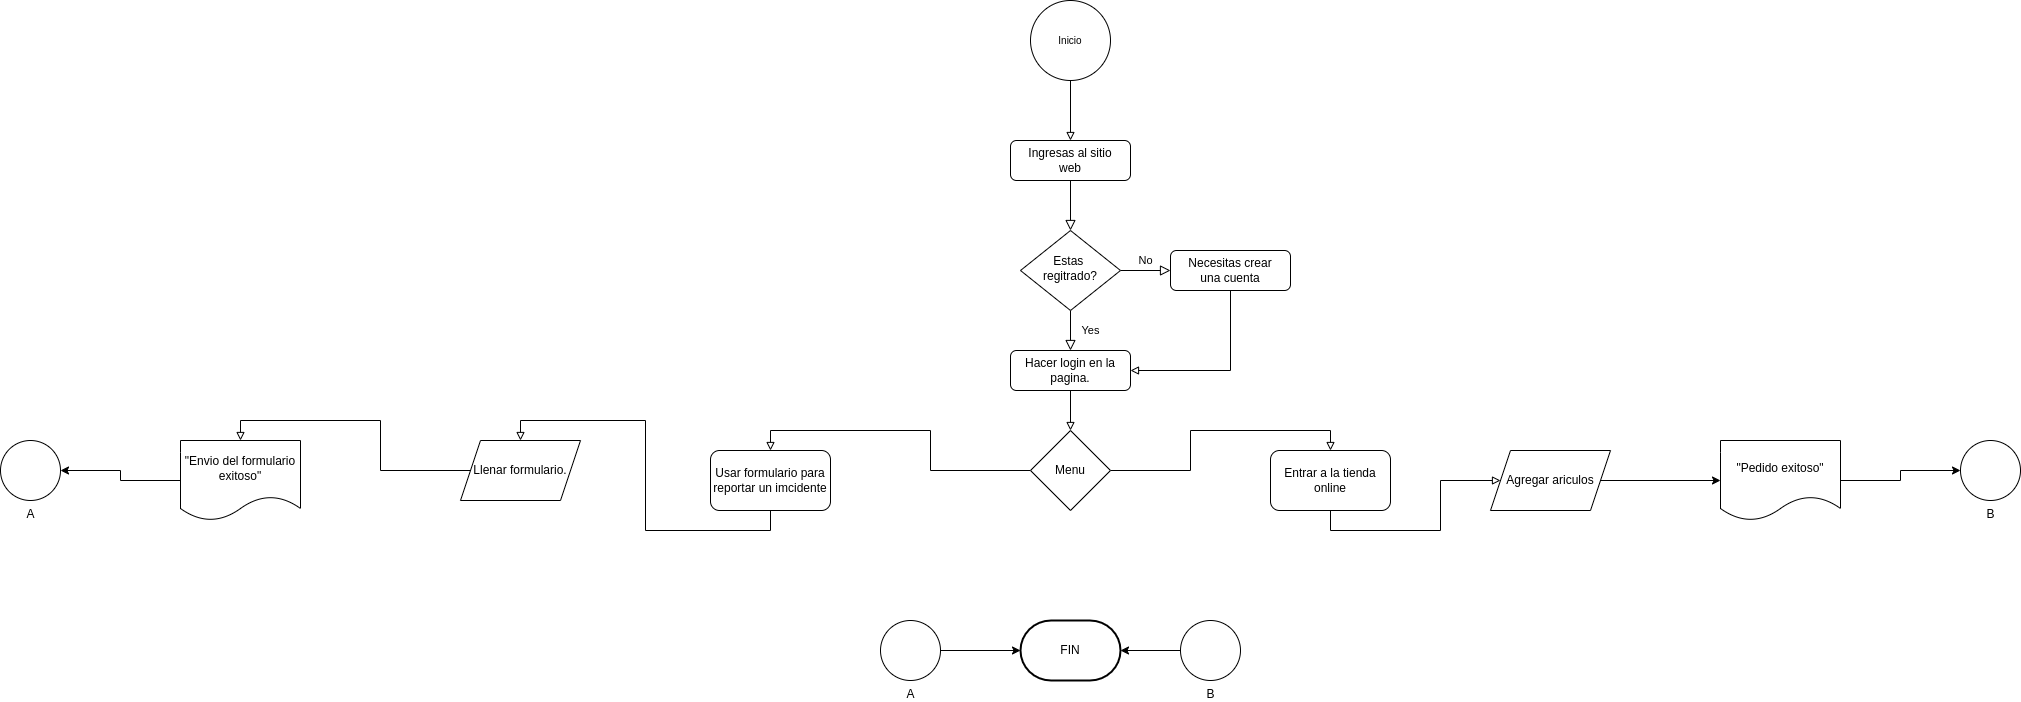 Inicio
Ingresas al sitio
web
Estas
regitrado?
No
Necesitas crear
una cuenta
Yes
Hacer login en la
pagina.
"Envio del formulario
exitoso"
Llenar formulario.
Usar formulario para
reportar un imcidente
Menu
Entrar a la tienda
online
Agregar ariculos
"Pedido exitoso"
A
B
FIN
A
B